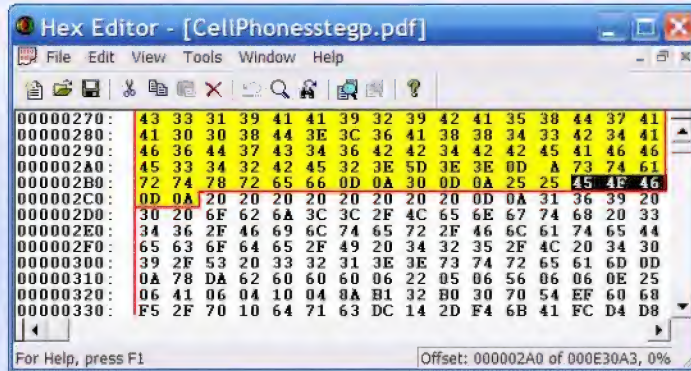 Hex Editor - [CellPhonesstegp.pdf]
File Edit View Tools Window Help
00000270: 43 33 31 39 41 41 39 32 39 42 41 35 38 44 37 41
00000280: 41 30 30 38 44 3E 3C 36 41 38 38 34 33 42 34 41
00000290: 46 36 44 37 43 34 36 42 42 34 42 42 45 41 46 46
000002A0: 45 33 34 32 42 45 32 3E 5D 3E 3E 0D 0A 73 74 61
000002B0: 72 74 78 72 65 66 0D 0A 30 0D 0A 25 25 45 4F 46
000002C0: 0D 0A 20 20 20 20 20 20 20 20 0D 0A 31 36 39 20
000002D0: 30 20 6F 62 6A 3C 3C 2F 4C 65 6E 67 74 68 20 33
000002E0: 34 36 2F 46 69 6C 74 65 72 2F 46 6C 61 74 65 44
000002F0: 65 63 6F 64 65 2F 49 20 34 32 35 2F 4C 20 34 30
00000300: 39 2F 53 20 33 32 31 3E 3E 73 74 72 65 61 6D 0D
00000310: 0A 78 DA 62 60 60 60 06 22 05 06 56 06 06 0E 25
00000320: 06 41 06 04 10 04 8A B1 32 B0 30 70 54 EF 60 68
00000330: F5 2F 70 10 64 71 63 DC 14 2D F4 6B 41 FC D4 D8
For Help, press F1
Offset: 000002A0 of 000E30A3, 0%